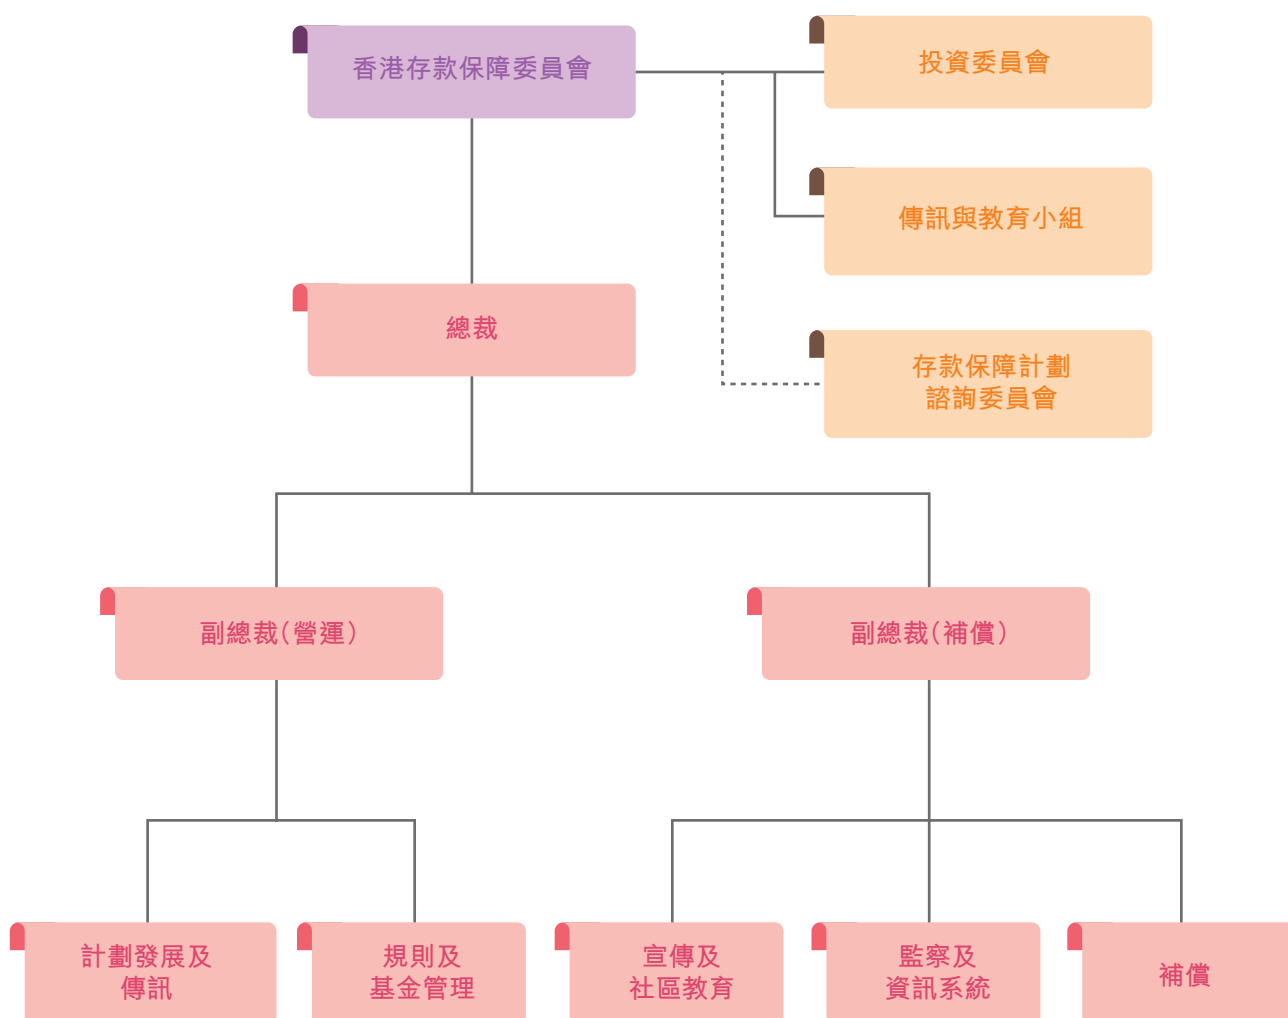 香港存款保障委員會
投資委員會
傳訊與教育小組
總裁
存款保障計劃
諮詢委員會
副總裁(營運)
副總裁(補償)
計劃發展及
傳訊
規則及
基金管理
宣傳及
社區教育
監察及
資訊系統
補償